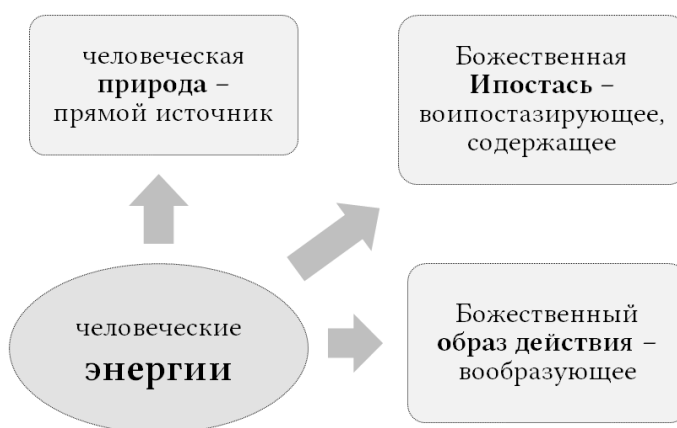 человеческая
природа –
прямой источник
Божественная
Ипостась –
воипостазирующее,
содержащее
человеческие
энергии
Божественный
образ действия –
вообразующее